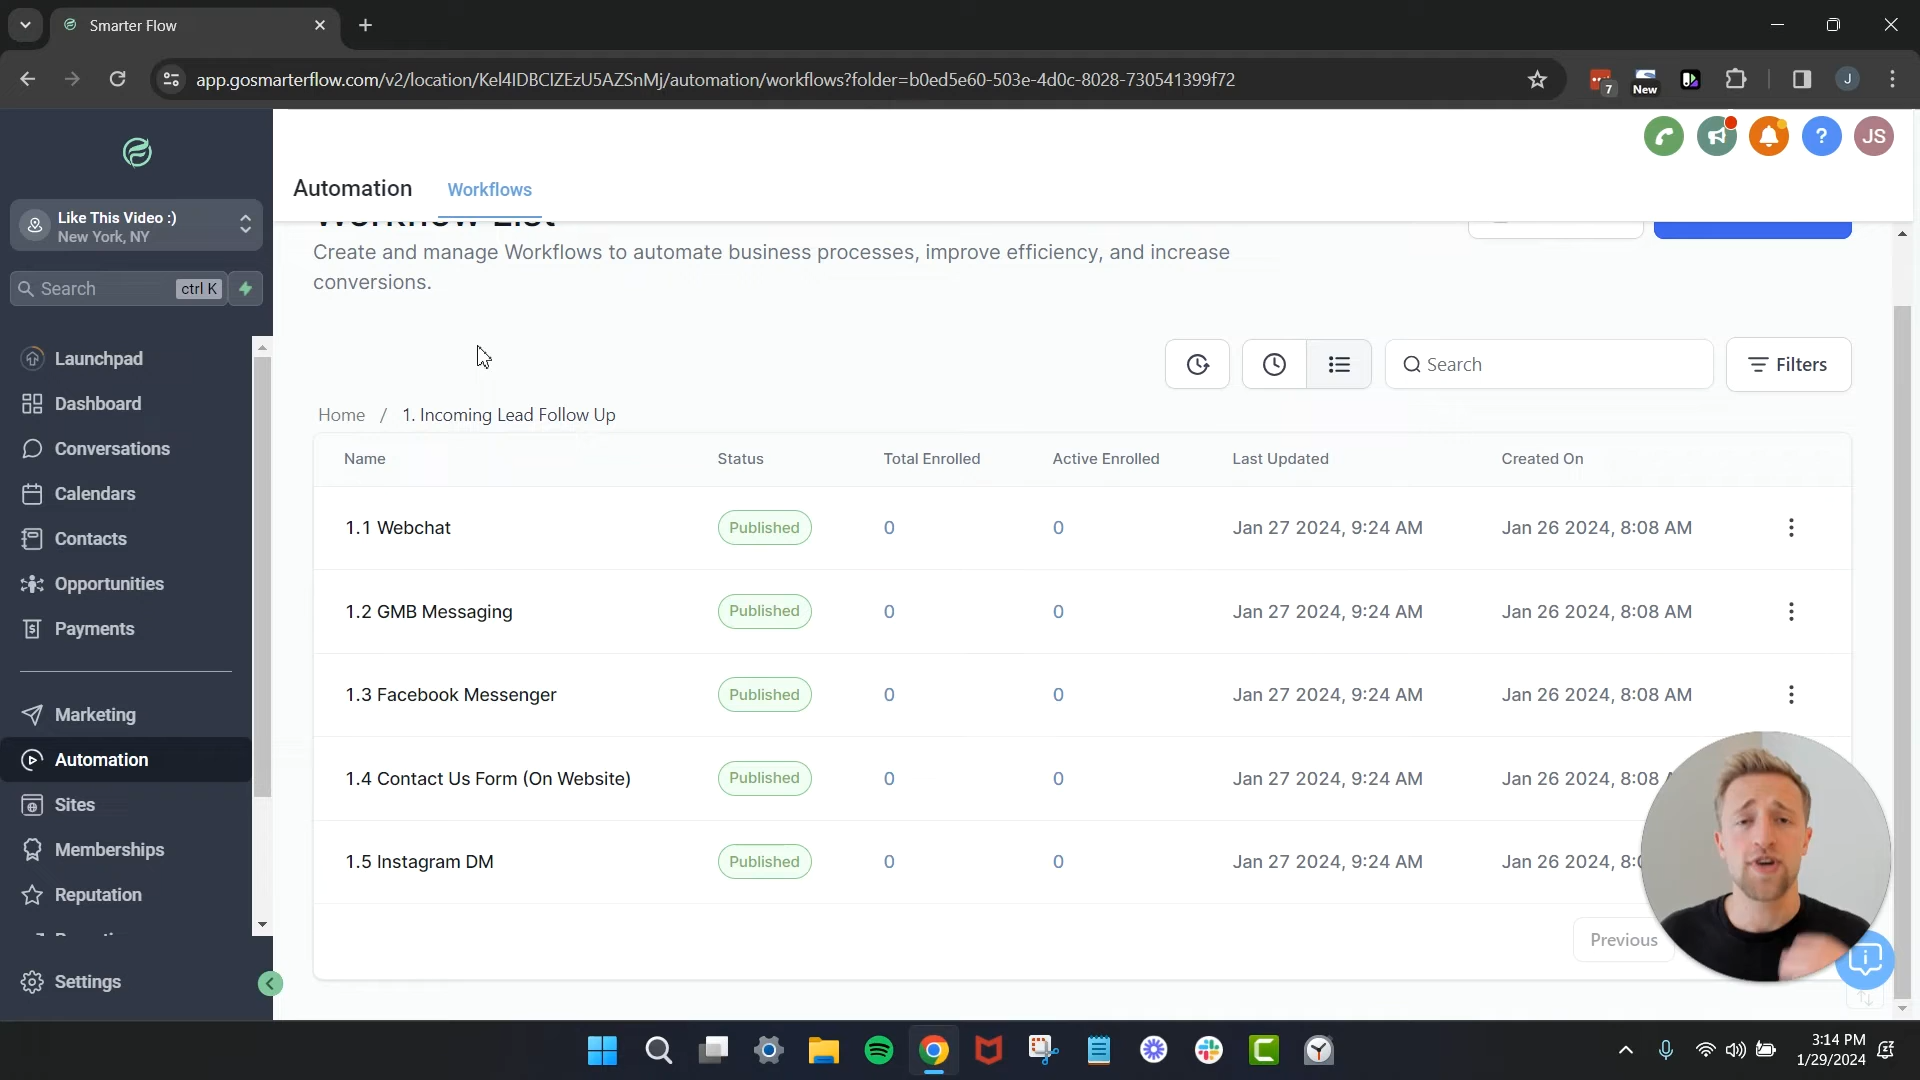 Smarter Flow
app.gosmarterflow.com/v2/location/Kel4IDBCIZEzU5AZSnMj/automation/workflows?folder=b0ed5e60-503e-4d0c-8028-730541399f72
7
New
J
JS
Automation
Workflows
Like This Video :)
New York, NY
Search
ctrl K
Launchpad
Dashboard
Conversations
Calendars
Contacts
Opportunities
Payments
Marketing
Automation
Sites
Memberships
Reputation
Settings
Workflow List
Create and manage Workflows to automate business processes, improve efficiency, and increase
conversions.
Search
Filters
Home / 1. Incoming Lead Follow Up
Name Status Total Enrolled Active Enrolled Last Updated Created On
1.1 Webchat Published 0 0 Jan 27 2024, 9:24 AM Jan 26 2024, 8:08 AM
1.2 GMB Messaging Published 0 0 Jan 27 2024, 9:24 AM Jan 26 2024, 8:08 AM
1.3 Facebook Messenger Published 0 0 Jan 27 2024, 9:24 AM Jan 26 2024, 8:08 AM
1.4 Contact Us Form (On Website) Published 0 0 Jan 27 2024, 9:24 AM Jan 26 2024, 8:08
1.5 Instagram DM Published 0 0 Jan 27 2024, 9:24 AM Jan 26 2024,
Previous
3:14 PM
1/29/2024